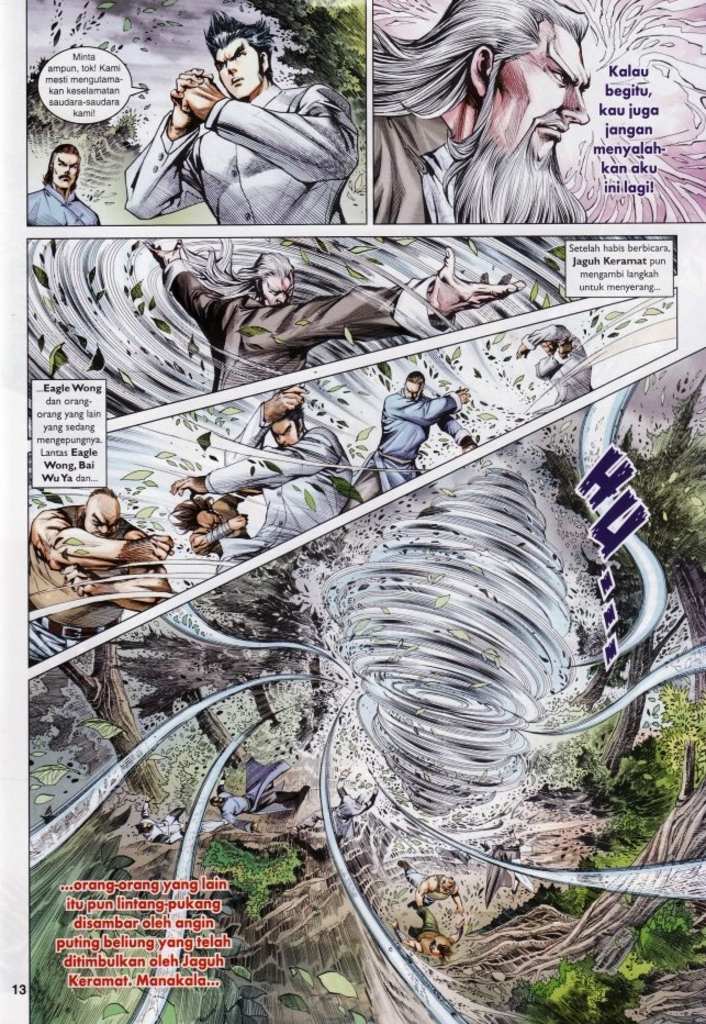 Minta
ampun, tok! Kami
mesti mengutama-
kan keselamatan
saudara-saudara
kami!
Kalau
begitu,
kau juga
jangan
menyalah-
kan aku
ini lagi!
Setelah habis berbicara,
Jaguh Keramat pun
mengambi langkah
untuk menyerang...
...Eagle Wong
dan orang-
orang yang lain
yang sedang
mengepungnya.
Lantas Eagle
Wong, Bai
Wu Ya dan...
HU...
...orang-orang yang lain
itu pun lintang-pukang
disambar oleh angin
puting beliung yang telah
ditimbulkan oleh Jaguh
Keramat. Manakala...
13